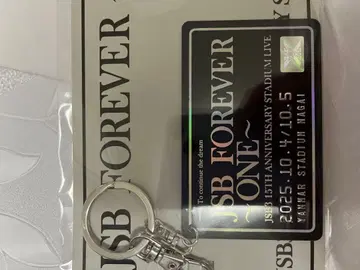 JSB FOREVER ~
To continue the dream
JSB FOREVER
~ONE~
JSB 15TH ANNIVERSARY STADIUM LIVE
2025.10.4/10.5
YANMAR STADIUM NAGAI